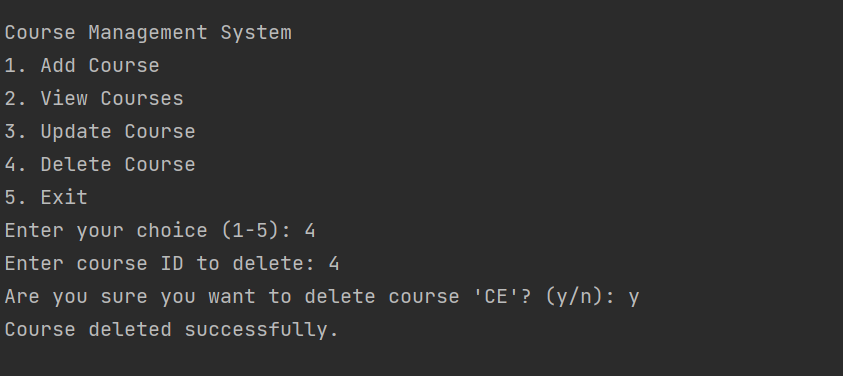 Course Management System
1. Add Course
2. View Courses
3. Update Course
4. Delete Course
5. Exit
Enter your choice (1-5): 4
Enter course ID to delete: 4
Are you sure you want to delete course 'CE'? (y/n): y
Course deleted successfully.